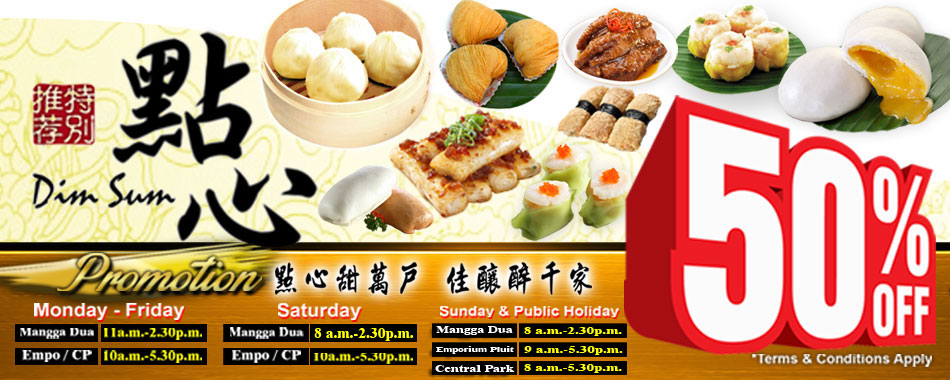 特別
推荐
點心
Dim Sum
50% OFF
*Terms & Conditions Apply
Promotion
點心甜萬戶 佳釀醉千家
Monday - Friday
Mangga Dua 11a.m.-2.30p.m.
Empo / CP 10a.m.-5.30p.m.
Saturday
Mangga Dua 8 a.m.-2.30p.m.
Empo / CP 10a.m.-5.30p.m.
Sunday & Public Holiday
Mangga Dua 8 a.m.-2.30p.m.
Emporium Pluit 9 a.m.-5.30p.m.
Central Park 8 a.m.-5.30p.m.